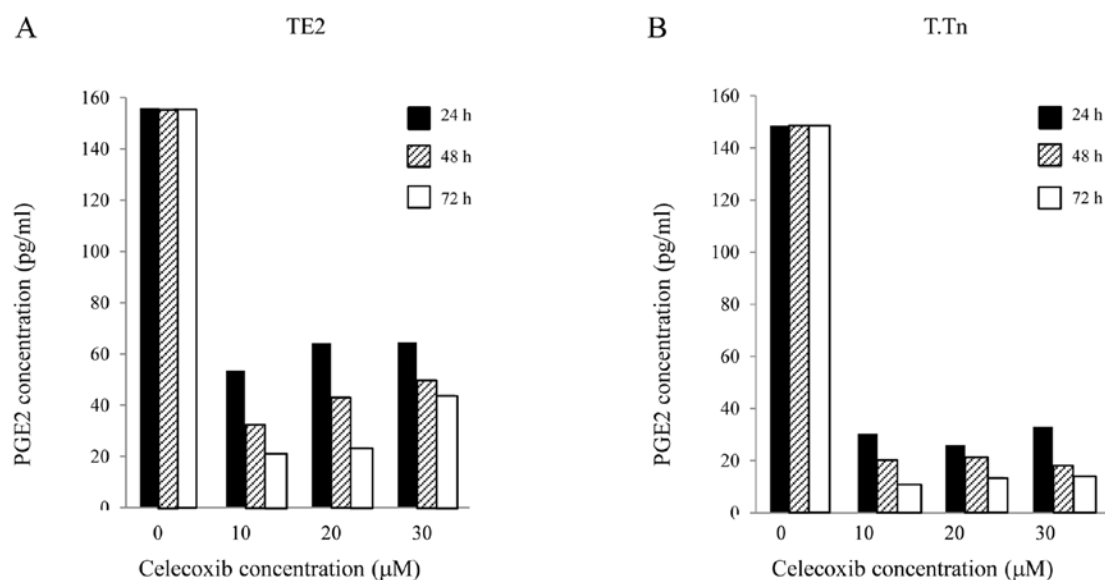 A
TE2
160
140
120
100
80
60
40
20
0
PGE2 concentration (pg/ml)
24 h
48 h
72 h
0 10 20 30
Celecoxib concentration (μM)
B
T.Tn
160
140
120
100
80
60
40
20
0
PGE2 concentration (pg/ml)
24 h
48 h
72 h
0 10 20 30
Celecoxib concentration (μM)